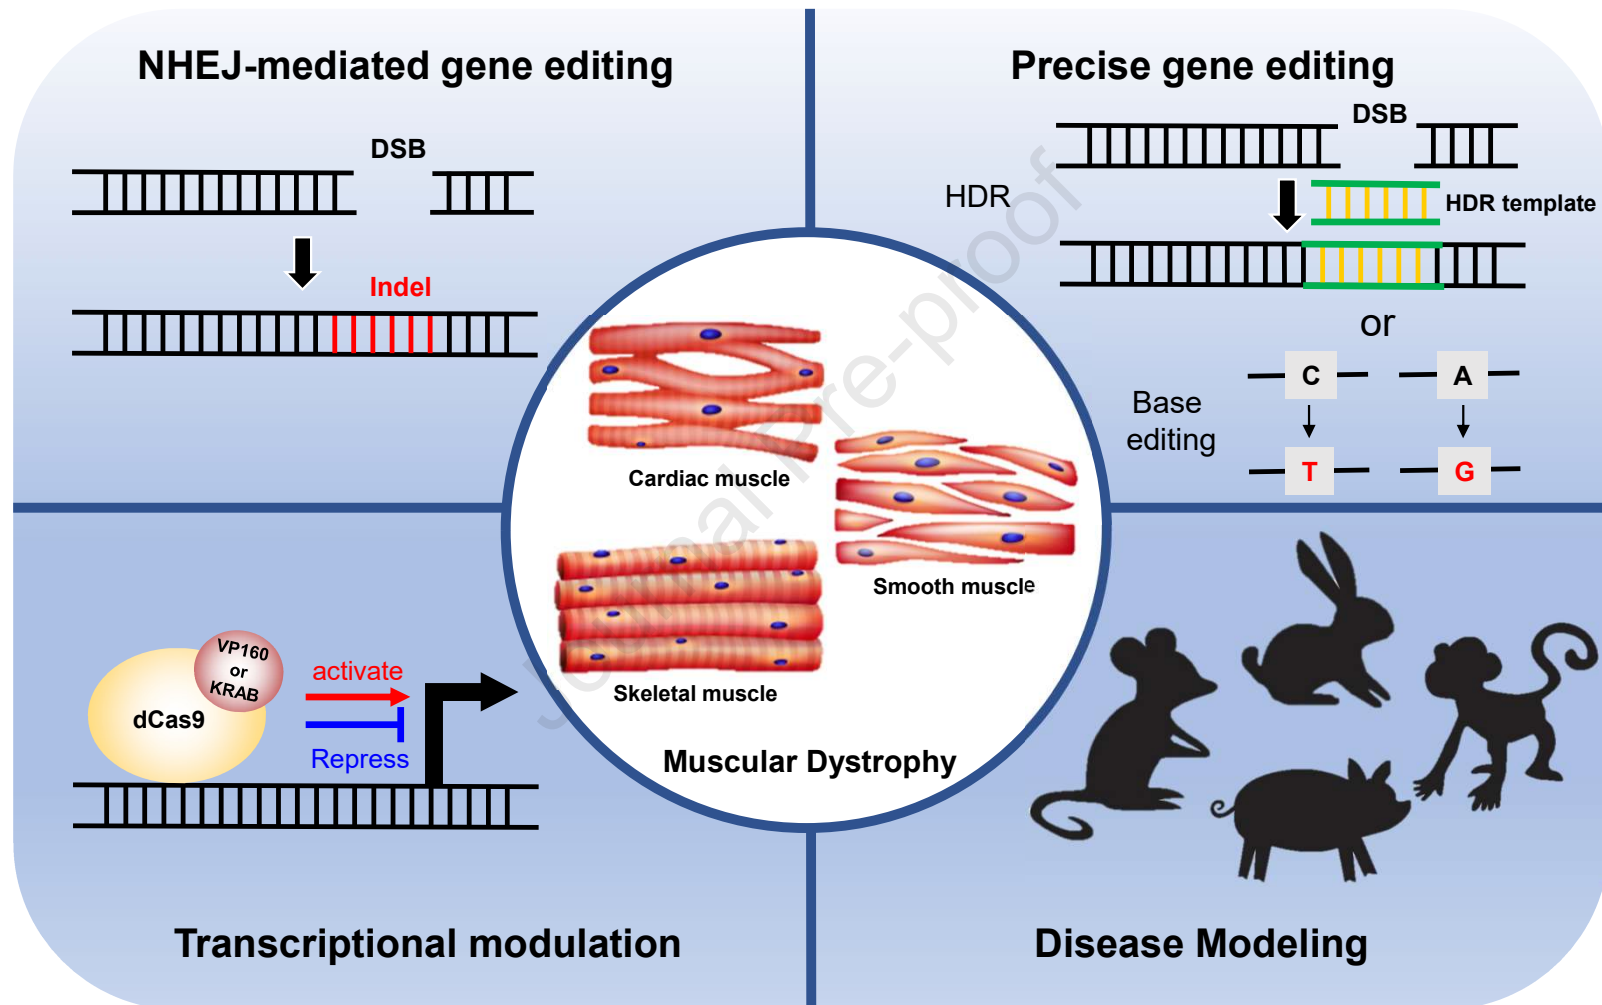 NHEJ-mediated gene editing
DSB
Indel
Precise gene editing
DSB
HDR
HDR template
or
Base
editing
C
A
T
G
Cardiac muscle
Smooth muscle
Skeletal muscle
Muscular Dystrophy
VP160
or
KRAB
dCas9
activate
Repress
Transcriptional modulation
Disease Modeling
Journal Pre-proof